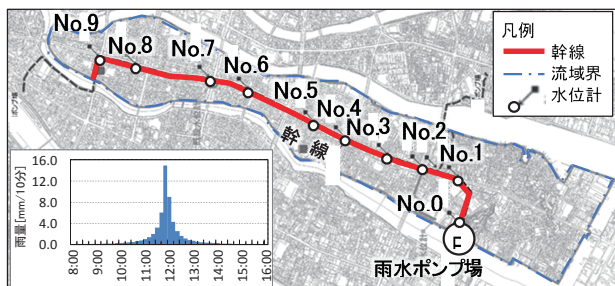 No.9
No.8
No.7
No.6
No.5
No.4
No.3
No.2
No.1
No.0
幹線
P
雨水ポンプ場
凡例
幹線
流域界
水位計
雨量[mm/10分]
16.0
12.0
8.0
4.0
0.0
8:00
9:00
10:00
11:00
12:00
13:00
14:00
15:00
16:00